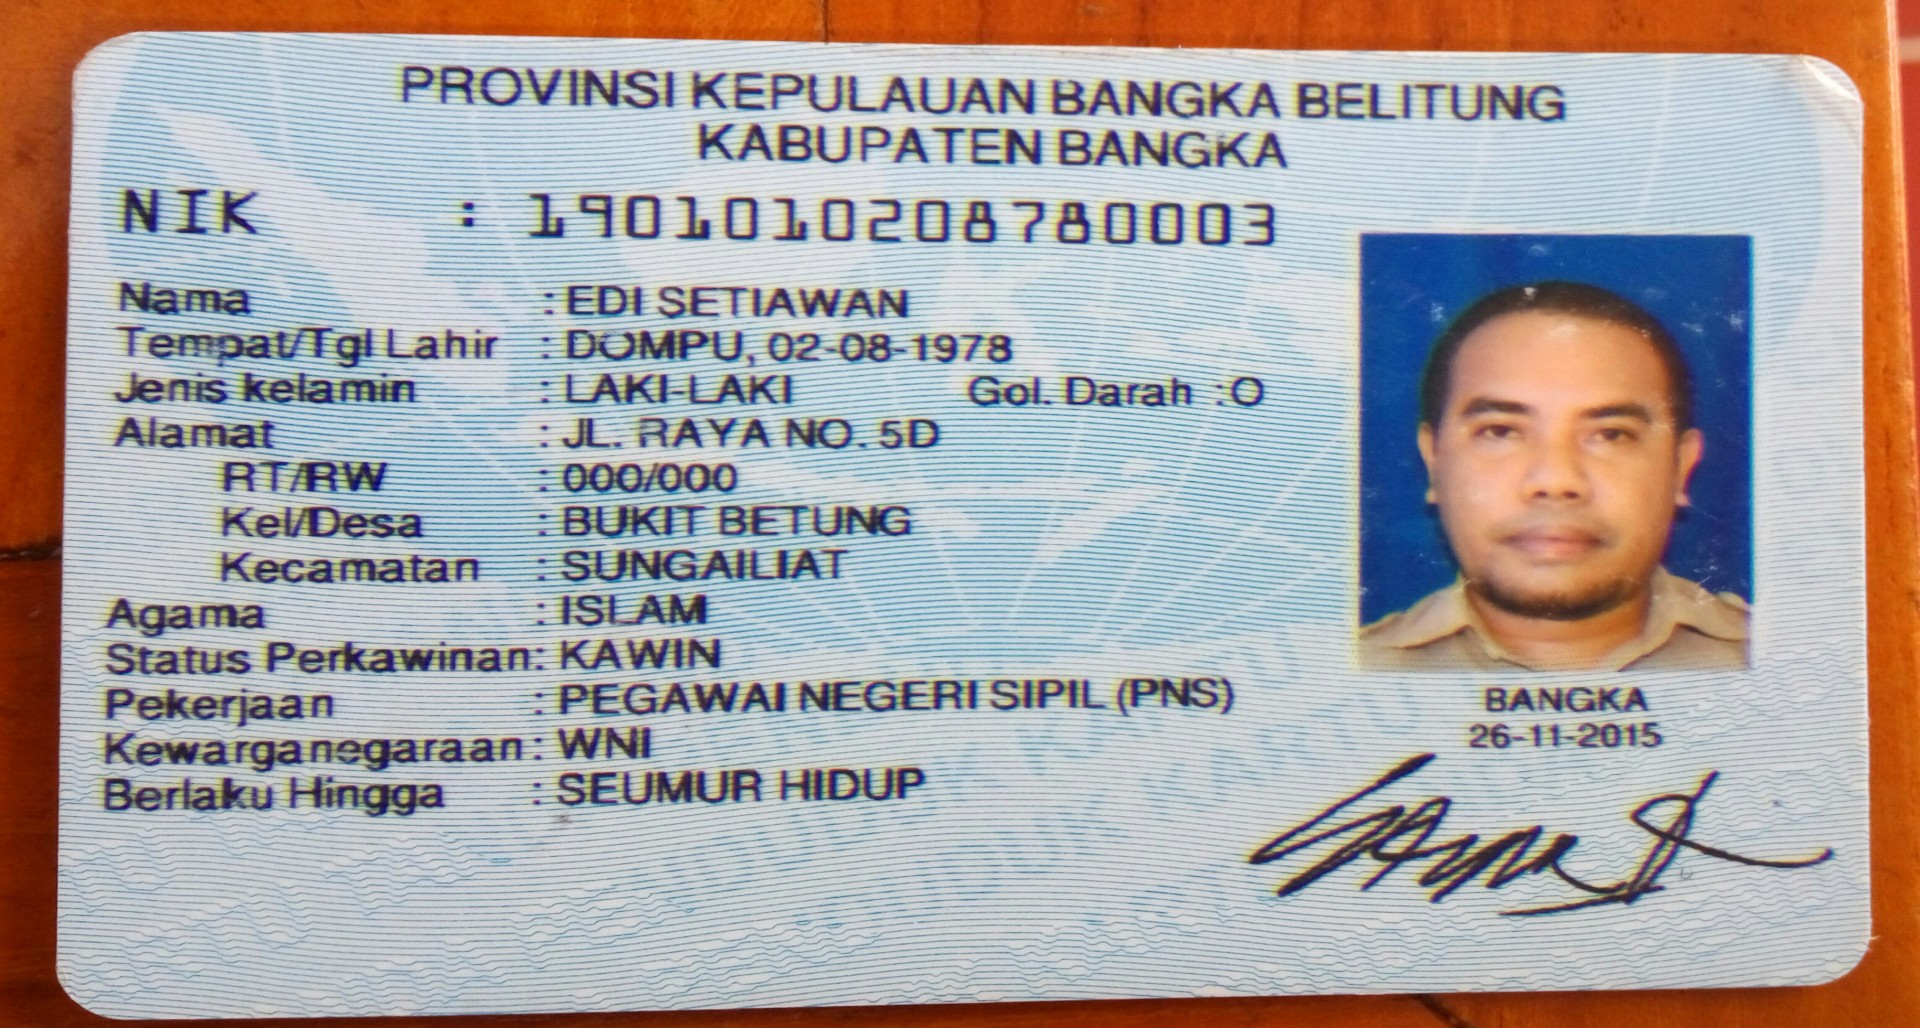 PROVINSI KEPULAUAN BANGKA BELITUNG
KABUPATEN BANGKA
NIK : 1901010208780003
Nama : EDI SETIAWAN
Tempat/Tgl Lahir : DOMPU, 02-08-1978
Jenis kelamin : LAKI-LAKI Gol. Darah : O
Alamat : JL. RAYA NO. 5D
RT/RW : 000/000
Kel/Desa : BUKIT BETUNG
Kecamatan : SUNGAILIAT
Agama : ISLAM
Status Perkawinan: KAWIN
Pekerjaan : PEGAWAI NEGERI SIPIL (PNS)
Kewarganegaraan: WNI
Berlaku Hingga : SEUMUR HIDUP
BANGKA
26-11-2015